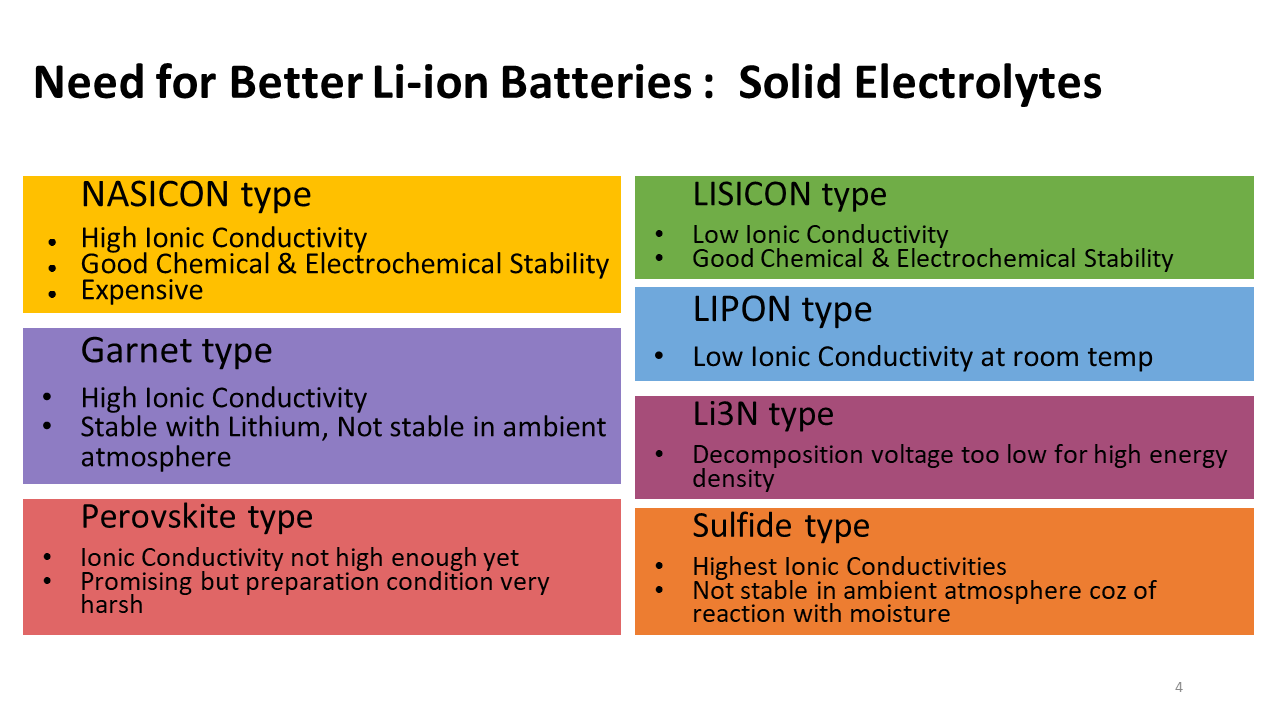 Need for Better Li-ion Batteries :  Solid Electrolytes
NASICON type
• High Ionic Conductivity
• Good Chemical & Electrochemical Stability
• Expensive
Garnet type
• High Ionic Conductivity
• Stable with Lithium, Not stable in ambient
atmosphere
Perovskite type
• Ionic Conductivity not high enough yet
• Promising but preparation condition very
harsh
LISICON type
• Low Ionic Conductivity
• Good Chemical & Electrochemical Stability
LIPON type
• Low Ionic Conductivity at room temp
Li3N type
• Decomposition voltage too low for high energy
density
Sulfide type
• Highest Ionic Conductivities
• Not stable in ambient atmosphere coz of
reaction with moisture
4